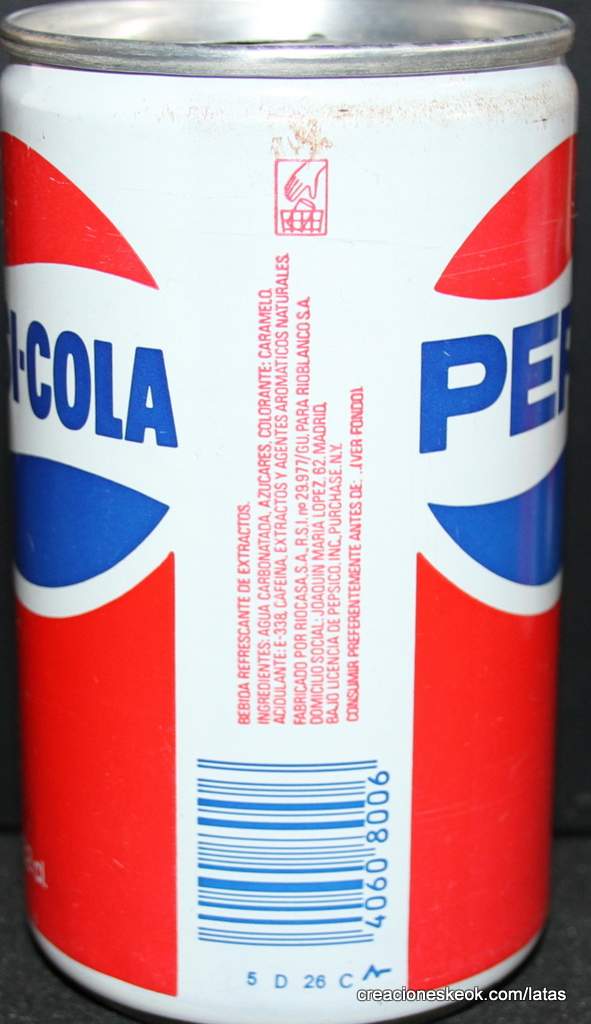 SI-COLA
PEP
BEBIDA REFRESCANTE DE EXTRACTOS.
INGREDIENTES: AGUA CARBONATADA, AZUCARES, COLORANTE: CARAMELO.
ACIDULANTE: E-338, CAFEINA, EXTRACTOS Y AGENTES AROMATICOS NATURALES.
FABRICADO POR RIOCASA, S.A., R.S.I. nº 29.977/GU, PARA RIOBLANCO S.A.
DOMICILIO SOCIAL: JOAQUIN MARIA LOPEZ, 62. MADRID,
BAJO LICENCIA DE PEPSICO, INC., PURCHASE, N.Y.
CONSUMIR PREFERENTEMENTE ANTES DE: ..(VER FONDO).
4060 8006
cl
5 D 26 C
creacioneskeok.com/latas